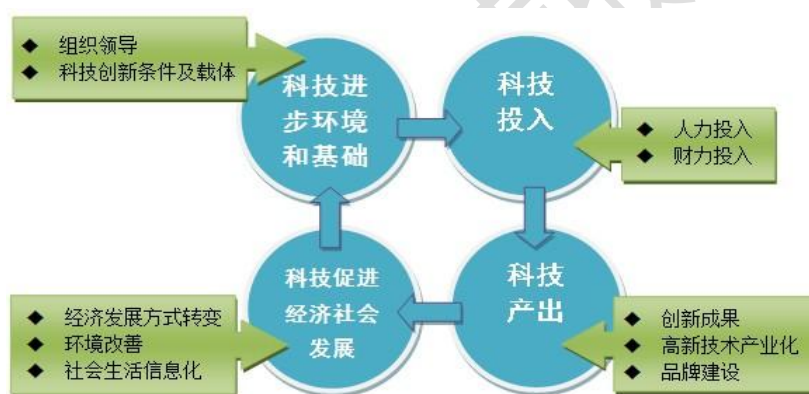 ◆ 组织领导
◆ 科技创新条件及载体
科技进
步环境
和基础
科技
投入
◆ 人力投入
◆ 财力投入
科技促进
经济社会
发展
科技
产出
◆ 经济发展方式转变
◆ 环境改善
◆ 社会生活信息化
◆ 创新成果
◆ 高新技术产业化
◆ 品牌建设